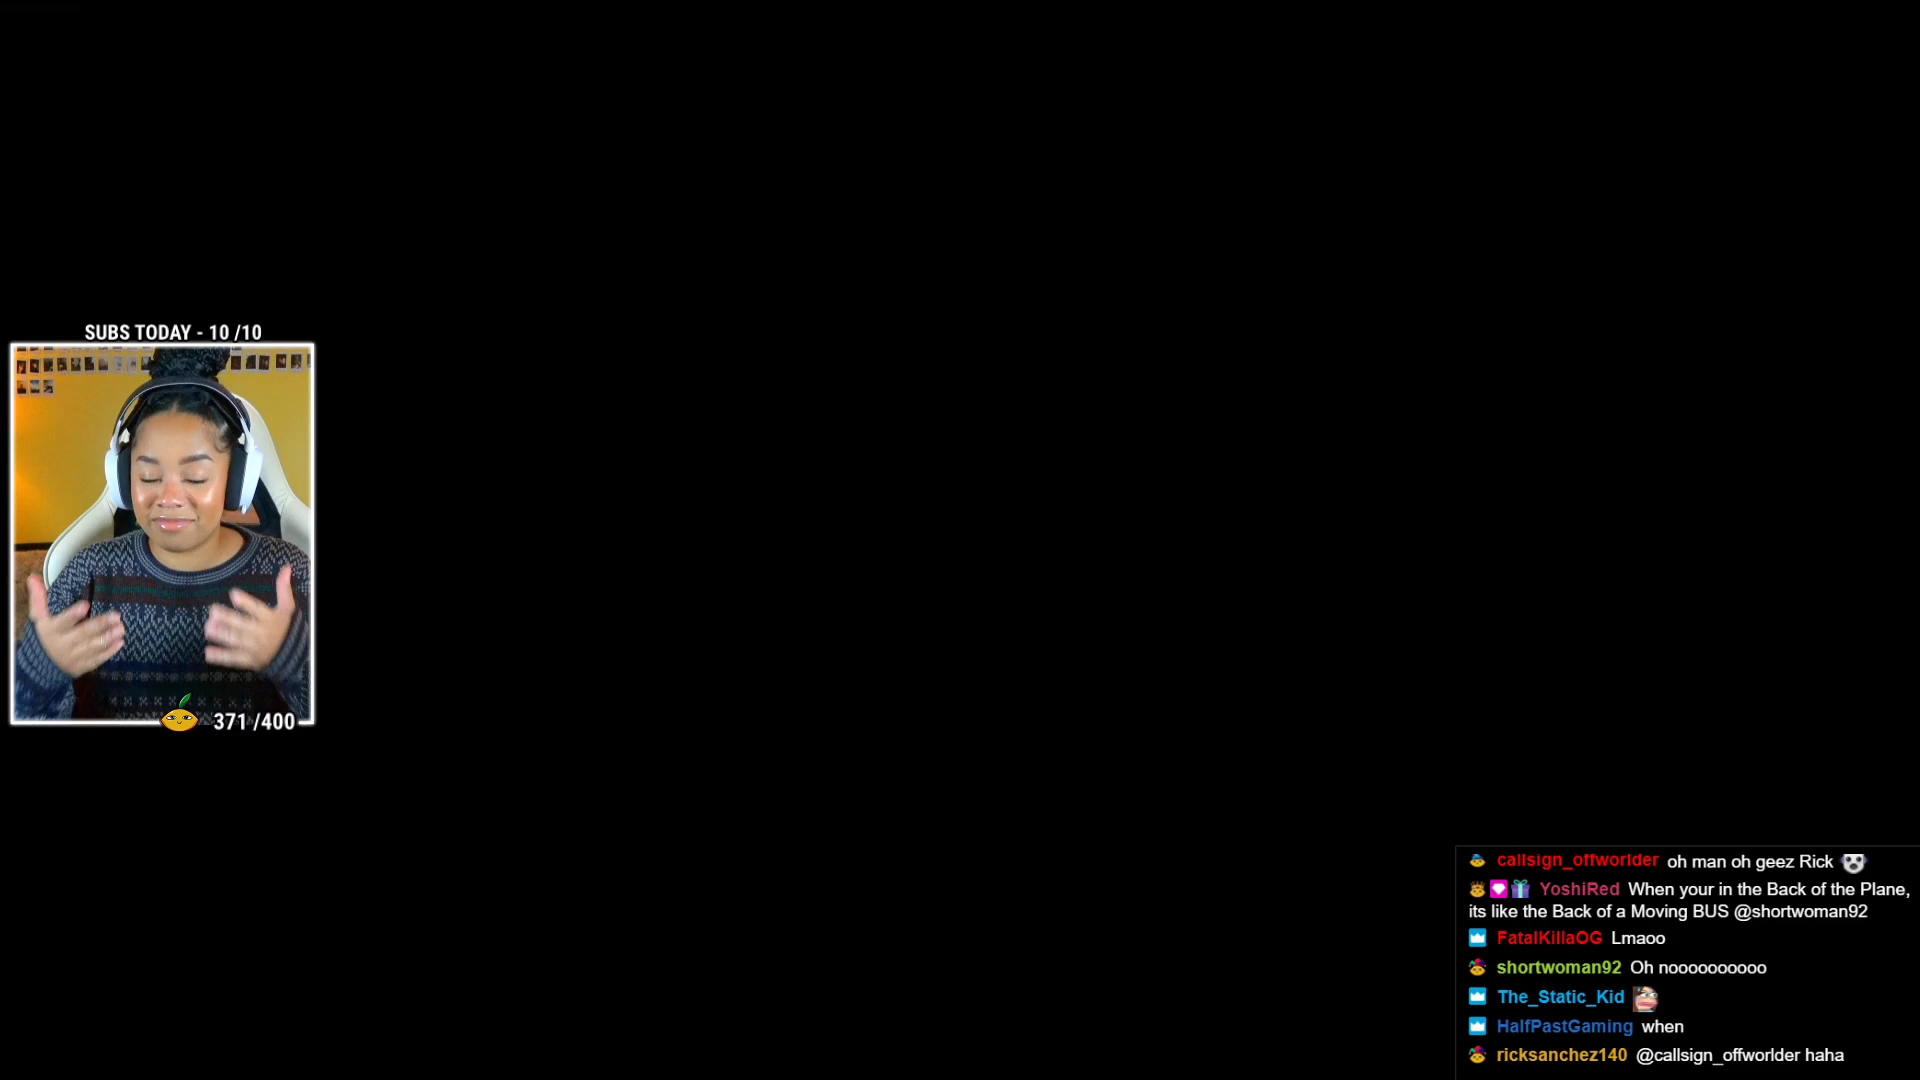 SUBS TODAY - 10 /10
371 /400
callsign_offworlder oh man oh geez Rick
YoshiRed When your in the Back of the Plane,
its like the Back of a Moving BUS @shortwoman92
FatalKillaOG Lmaoo
shortwoman92 Oh noooooooooo
The_Static_Kid
HalfPastGaming when
ricksanchez140 @callsign_offworlder haha